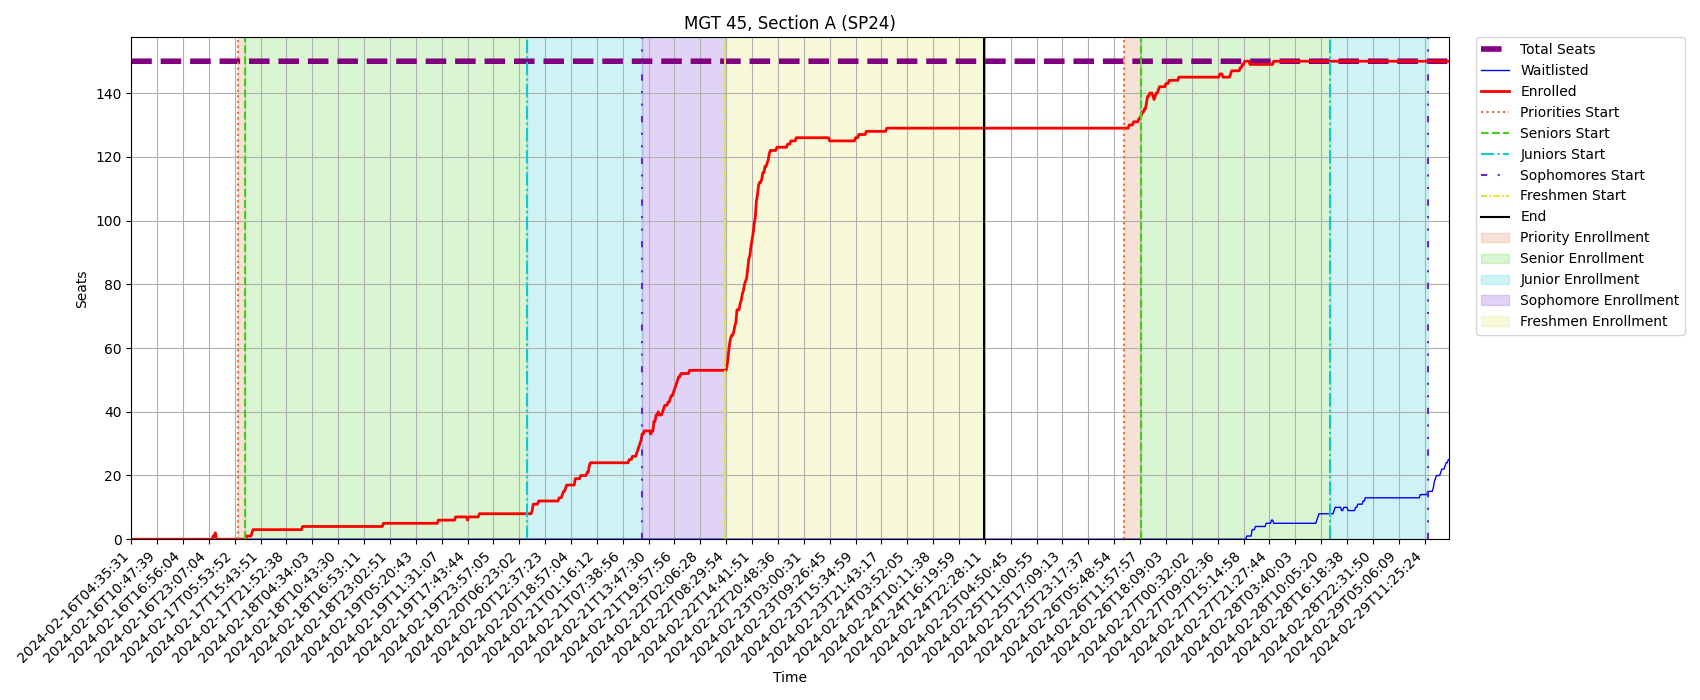 MGT 45, Section A (SP24)
Total Seats
Waitlisted
Enrolled
Priorities Start
Seniors Start
Juniors Start
Sophomores Start
Freshmen Start
End
Priority Enrollment
Senior Enrollment
Junior Enrollment
Sophomore Enrollment
Freshmen Enrollment
Seats
140
120
100
80
60
40
20
0
2024-02-16T04:35:31
2024-02-16T10:47:39
2024-02-16T16:56:04
2024-02-16T23:07:04
2024-02-17T05:53:52
2024-02-17T15:43:51
2024-02-17T21:52:38
2024-02-18T04:34:03
2024-02-18T10:43:30
2024-02-18T16:53:11
2024-02-18T23:02:51
2024-02-19T05:20:43
2024-02-19T11:31:07
2024-02-19T17:43:44
2024-02-19T23:57:05
2024-02-20T06:23:02
2024-02-20T12:37:23
2024-02-20T18:57:04
2024-02-21T01:16:12
2024-02-21T07:38:56
2024-02-21T13:47:30
2024-02-21T19:57:56
2024-02-22T02:06:28
2024-02-22T08:29:54
2024-02-22T14:41:51
2024-02-22T20:48:36
2024-02-23T03:00:31
2024-02-23T09:26:45
2024-02-23T15:34:59
2024-02-23T21:43:17
2024-02-24T03:52:05
2024-02-24T10:11:38
2024-02-24T16:19:59
2024-02-24T22:28:11
2024-02-25T04:50:45
2024-02-25T11:00:55
2024-02-25T17:09:13
2024-02-25T23:17:37
2024-02-26T05:48:54
2024-02-26T11:57:57
2024-02-26T18:09:03
2024-02-27T00:32:02
2024-02-27T09:02:36
2024-02-27T15:14:58
2024-02-27T21:27:44
2024-02-28T03:40:03
2024-02-28T10:05:20
2024-02-28T16:18:38
2024-02-28T22:31:50
2024-02-29T05:06:09
2024-02-29T11:25:24
Time